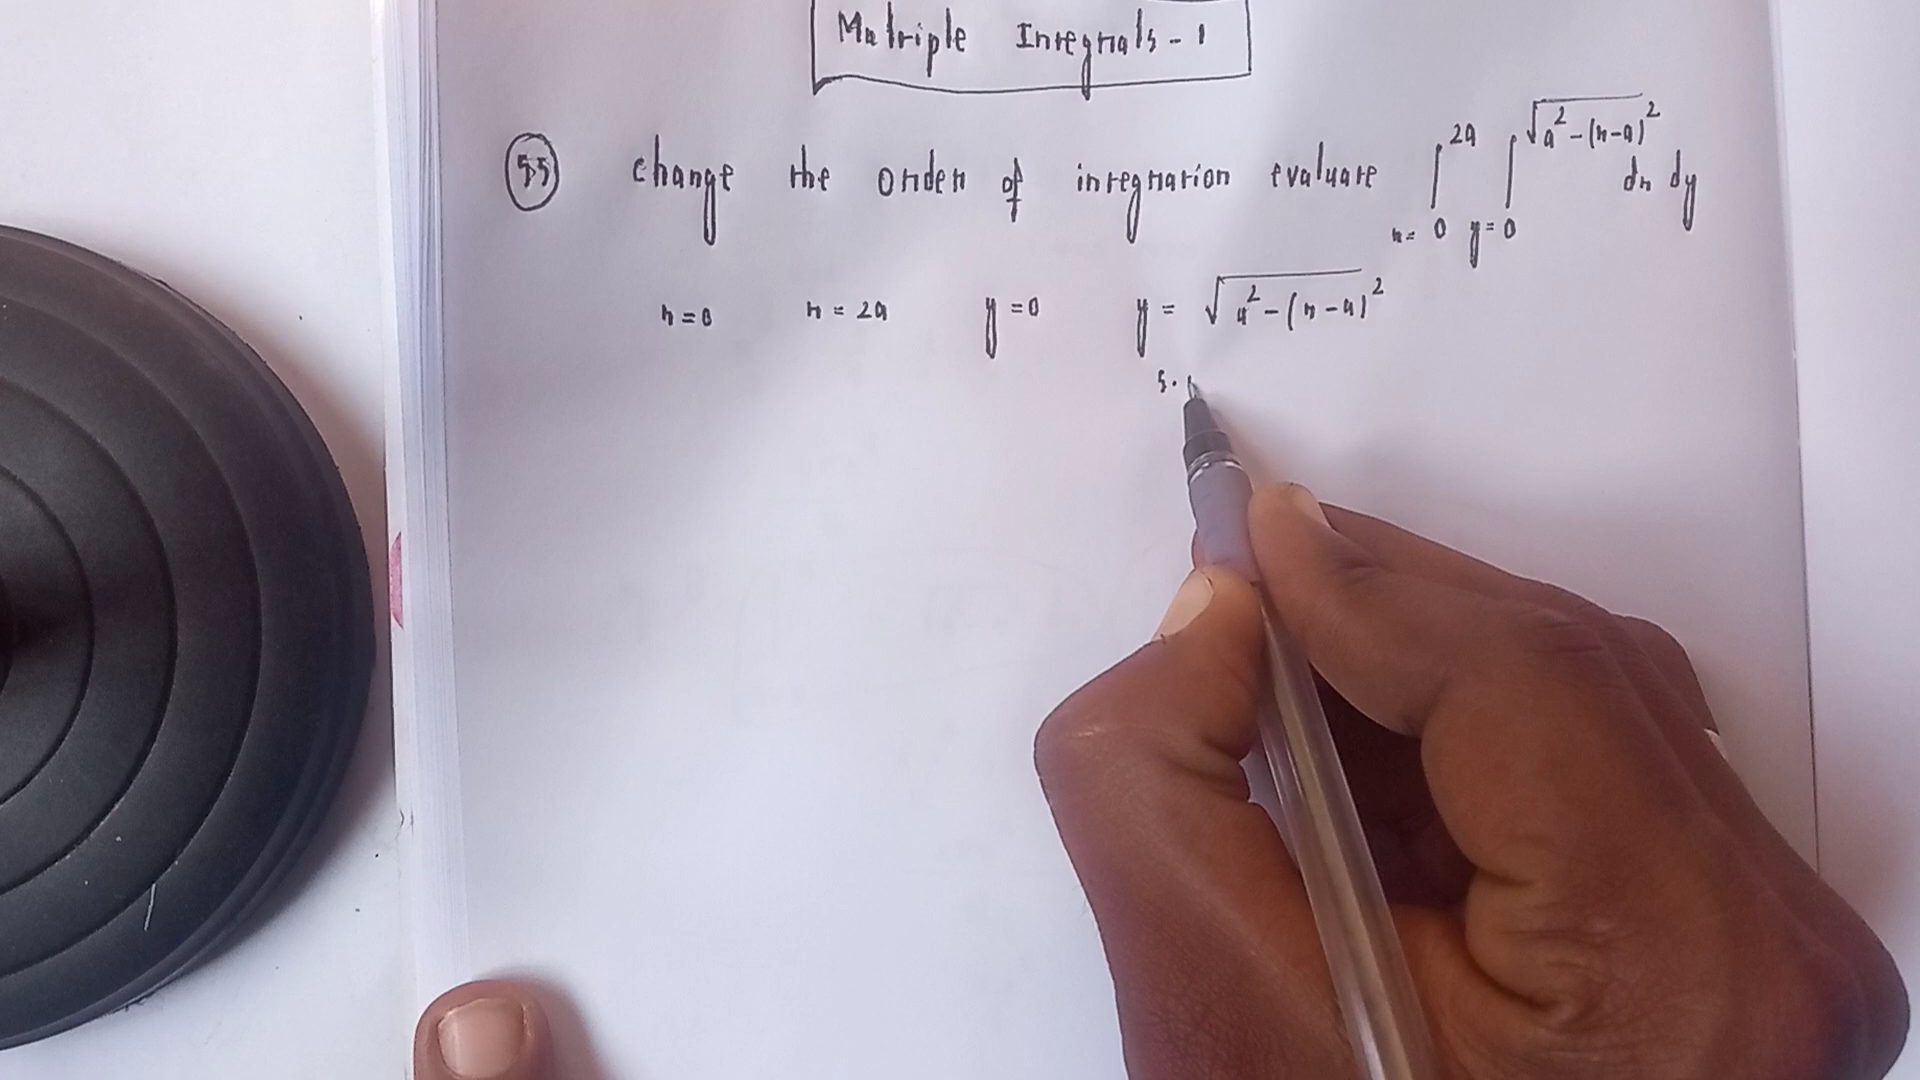 Multiple Integrals - 1
55 change the order of integration evaluate ∫_{x=0}^{2a} ∫_{y=0}^{√a²-(x-a)²} dx dy
x=0 x=2a y=0 y=√a²-(x-a)²
s.